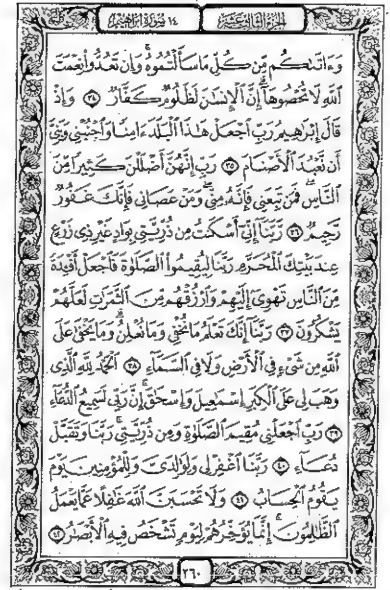 الجزء الثالث عشر ١٤ سورة ابراهيم
وَءَاتَىٰكُم مِّن كُلِّ مَا سَأَلْتُمُوهُ ۚ وَإِن تَعُدُّوا۟ نِعْمَتَ
ٱللَّهِ لَا تُحْصُوهَآ ۗ إِنَّ ٱلْإِنسَٰنَ لَظَلُومٌ كَفَّارٌ ٣٤ وَإِذْ
قَالَ إِبْرَٰهِيمُ رَبِّ ٱجْعَلْ هَٰذَا ٱلْبَلَدَ ءَامِنًا وَٱجْنُبْنِى وَبَنِىَّ
أَن نَّعْبُدَ ٱلْأَصْنَامَ ٣٥ رَبِّ إِنَّهُنَّ أَضْلَلْنَ كَثِيرًا مِّنَ
ٱلنَّاسِ ۖ فَمَن تَبِعَنِى فَإِنَّهُۥ مِنِّى ۖ وَمَنْ عَصَانِى فَإِنَّكَ غَفُورٌ
رَّحِيمٌ ٣٦ رَّبَّنَآ إِنِّىٓ أَسْكَنتُ مِن ذُرِّيَّتِى بِوَادٍ غَيْرِ ذِى زَرْعٍ
عِندَ بَيْتِكَ ٱلْمُحَرَّمِ رَبَّنَا لِيُقِيمُوا۟ ٱلصَّلَوٰةَ فَٱجْعَلْ أَفْـِٔدَةً
مِّنَ ٱلنَّاسِ تَهْوِىٓ إِلَيْهِمْ وَٱرْزُقْهُم مِّنَ ٱلثَّمَرَٰتِ لَعَلَّهُمْ
يَشْكُرُونَ ٣٧ رَبَّنَآ إِنَّكَ تَعْلَمُ مَا نُخْفِى وَمَا نُعْلِنُ ۗ وَمَا يَخْفَىٰ عَلَى
ٱللَّهِ مِن شَىْءٍ فِى ٱلْأَرْضِ وَلَا فِى ٱلسَّمَآءِ ٣٨ ٱلْحَمْدُ لِلَّهِ ٱلَّذِى
وَهَبَ لِى عَلَى ٱلْكِبَرِ إِسْمَٰعِيلَ وَإِسْحَٰقَ ۚ إِنَّ رَبِّى لَسَمِيعُ ٱلدُّعَآءِ
٣٩ رَبِّ ٱجْعَلْنِى مُقِيمَ ٱلصَّلَوٰةِ وَمِن ذُرِّيَّتِى ۚ رَبَّنَا وَتَقَبَّلْ
دُعَآءِ ٤٠ رَبَّنَا ٱغْفِرْ لِى وَلِوَٰلِدَىَّ وَلِلْمُؤْمِنِينَ يَوْمَ
يَقُومُ ٱلْحِسَابُ ٤١ وَلَا تَحْسَبَنَّ ٱللَّهَ غَٰفِلًا عَمَّا يَعْمَلُ
ٱلظَّٰلِمُونَ ۚ إِنَّمَا يُؤَخِّرُهُمْ لِيَوْمٍ تَشْخَصُ فِيهِ ٱلْأَبْصَٰرُ ٤٢
٢٦٠